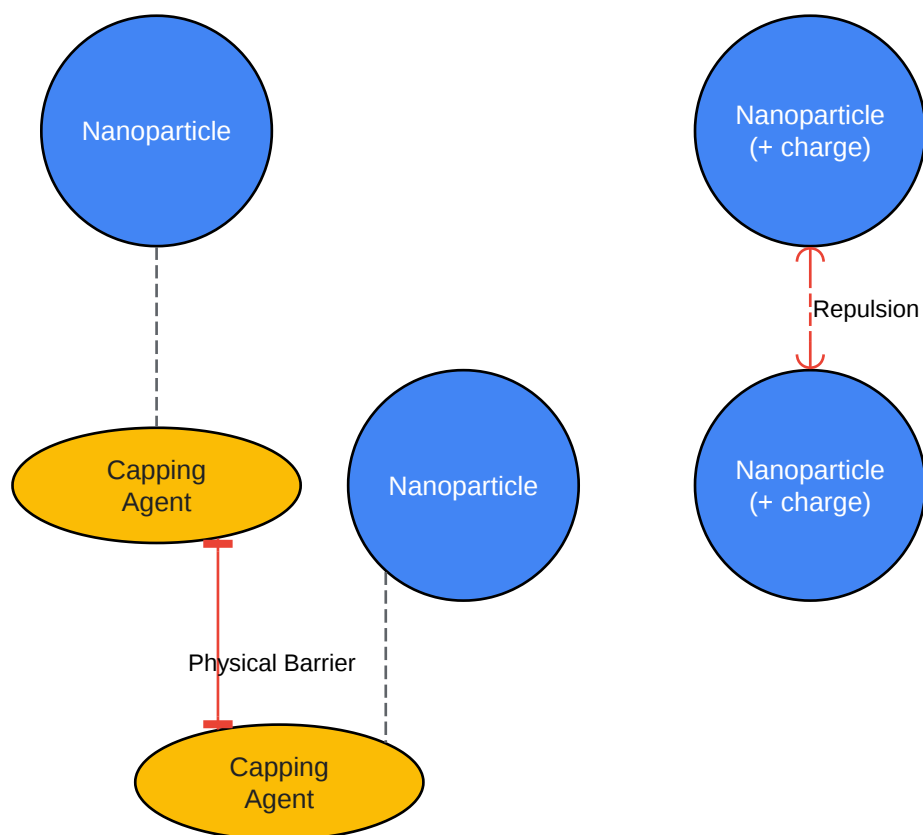 Nanoparticle
Nanoparticle
(+ charge)
Repulsion
Capping
Agent
Nanoparticle
Nanoparticle
(+ charge)
Physical Barrier
Capping
Agent